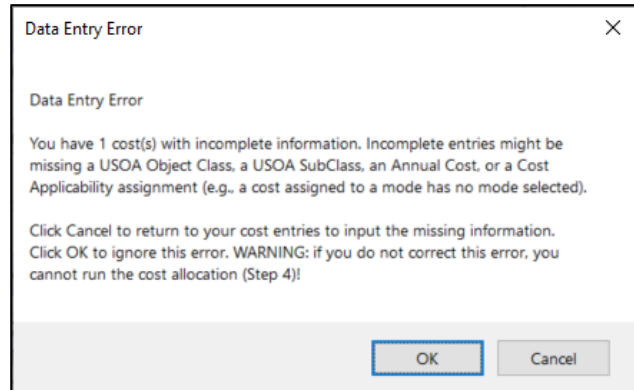 Data Entry Error
Data Entry Error
You have 1 cost(s) with incomplete information. Incomplete entries might be
missing a USOA Object Class, a USOA SubClass, an Annual Cost, or a Cost
Applicability assignment (e.g., a cost assigned to a mode has no mode selected).
Click Cancel to return to your cost entries to input the missing information.
Click OK to ignore this error. WARNING: if you do not correct this error, you
cannot run the cost allocation (Step 4)!
OK
Cancel